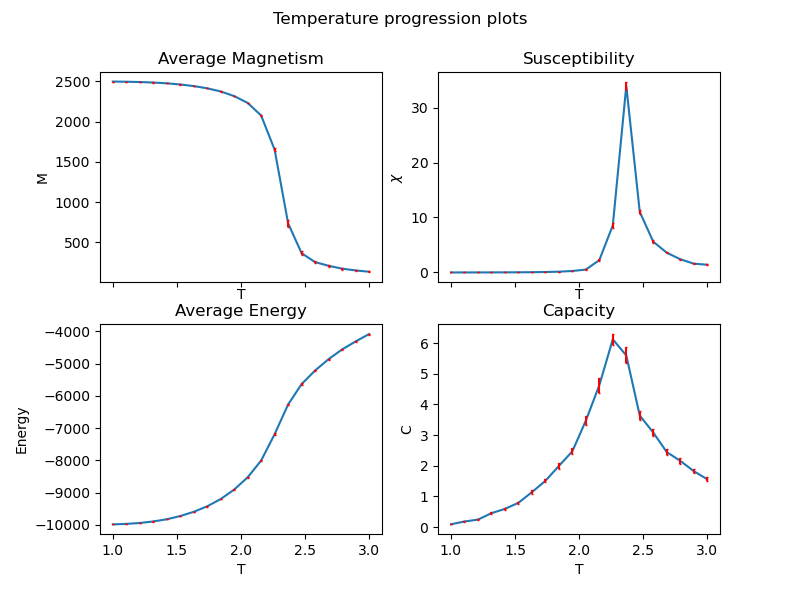 Temperature progression plots
Average Magnetism
2500
2000
1500
1000
500
M
T
Susceptibility
30
20
10
0
χ
T
Average Energy
−4000
−5000
−6000
−7000
−8000
−9000
−10000
Energy
1.0 1.5 2.0 2.5 3.0
T
Capacity
6
5
4
3
2
1
0
C
1.0 1.5 2.0 2.5 3.0
T